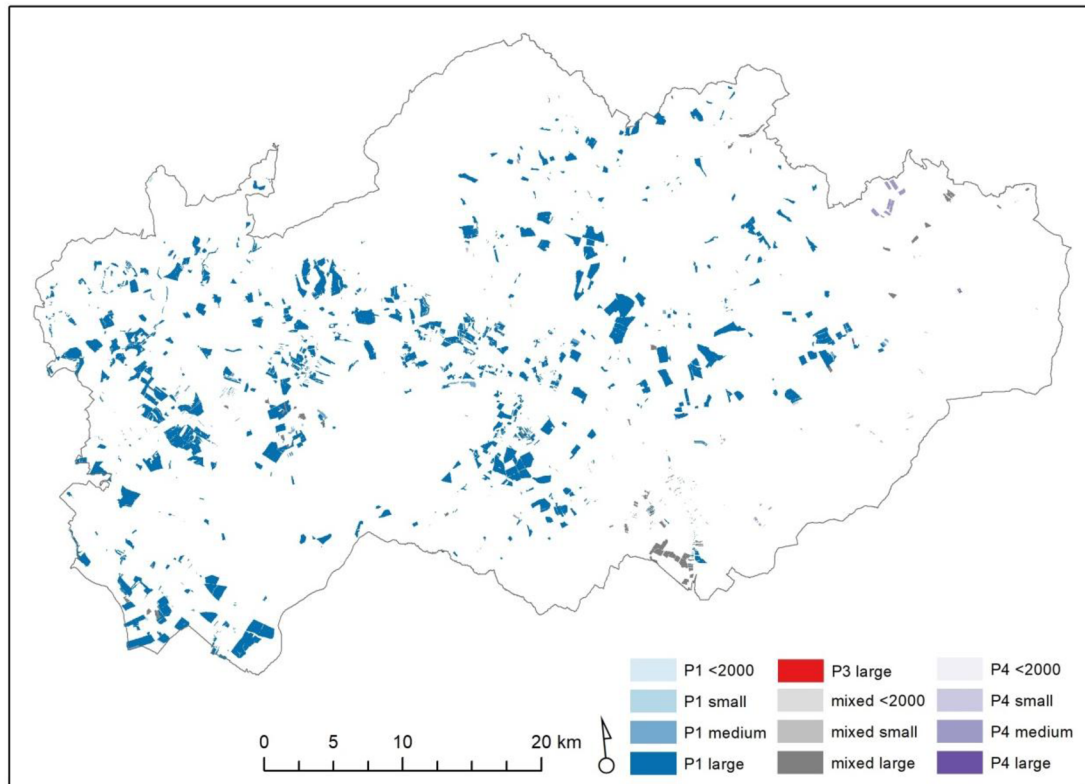 P1 <2000
P3 large
P4 <2000
P1 small
mixed <2000
P4 small
P1 medium
mixed small
P4 medium
P1 large
mixed large
P4 large
0 5 10 20 km